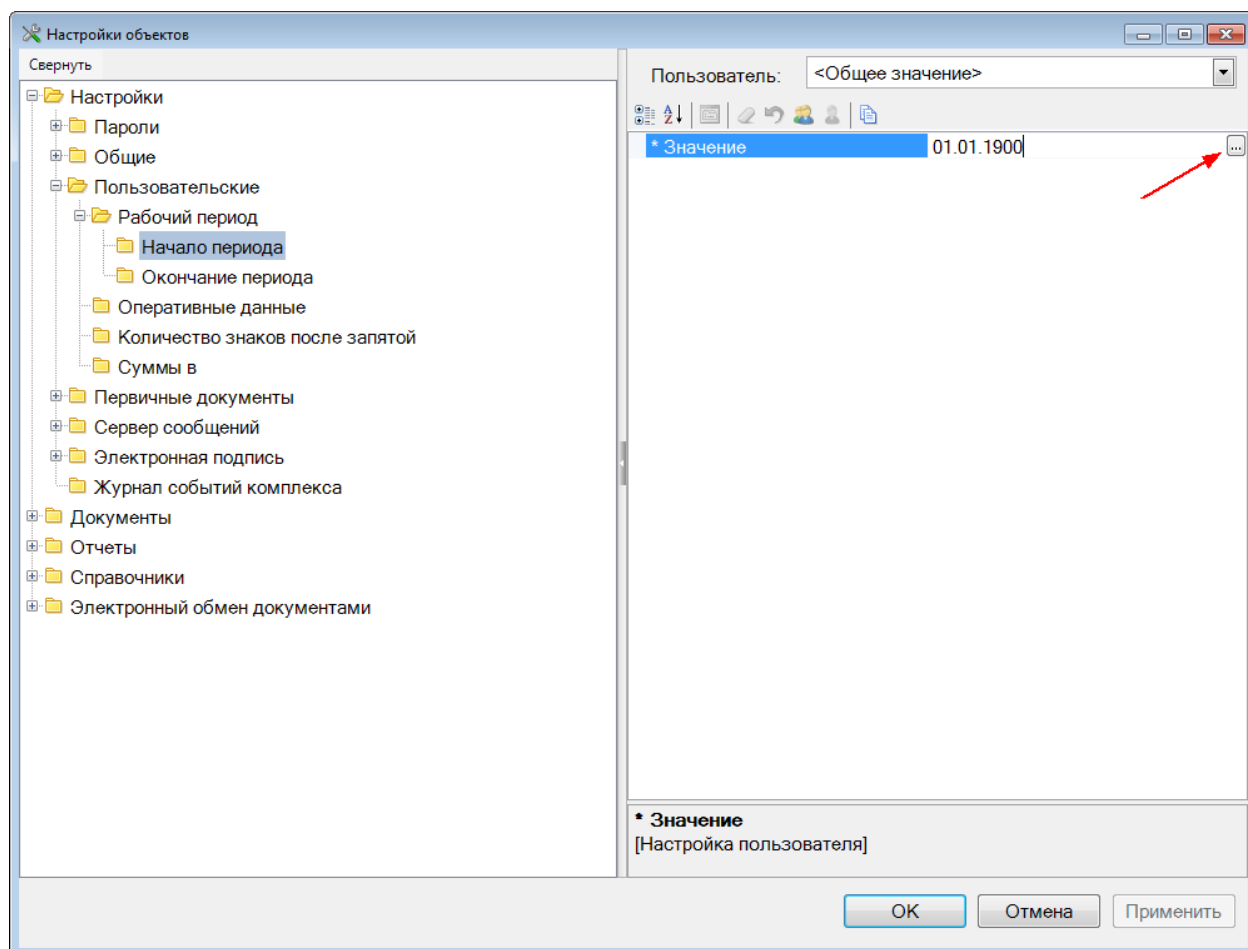 Настройки объектов
Свернуть
Настройки
Пароли
Общие
Пользовательские
Рабочий период
Начало периода
Окончание периода
Оперативные данные
Количество знаков после запятой
Суммы в
Первичные документы
Сервер сообщений
Электронная подпись
Журнал событий комплекса
Документы
Отчеты
Справочники
Электронный обмен документами
Пользователь: <Общее значение>
* Значение 01.01.1900 ...
* Значение
[Настройка пользователя]
OK Отмена Применить